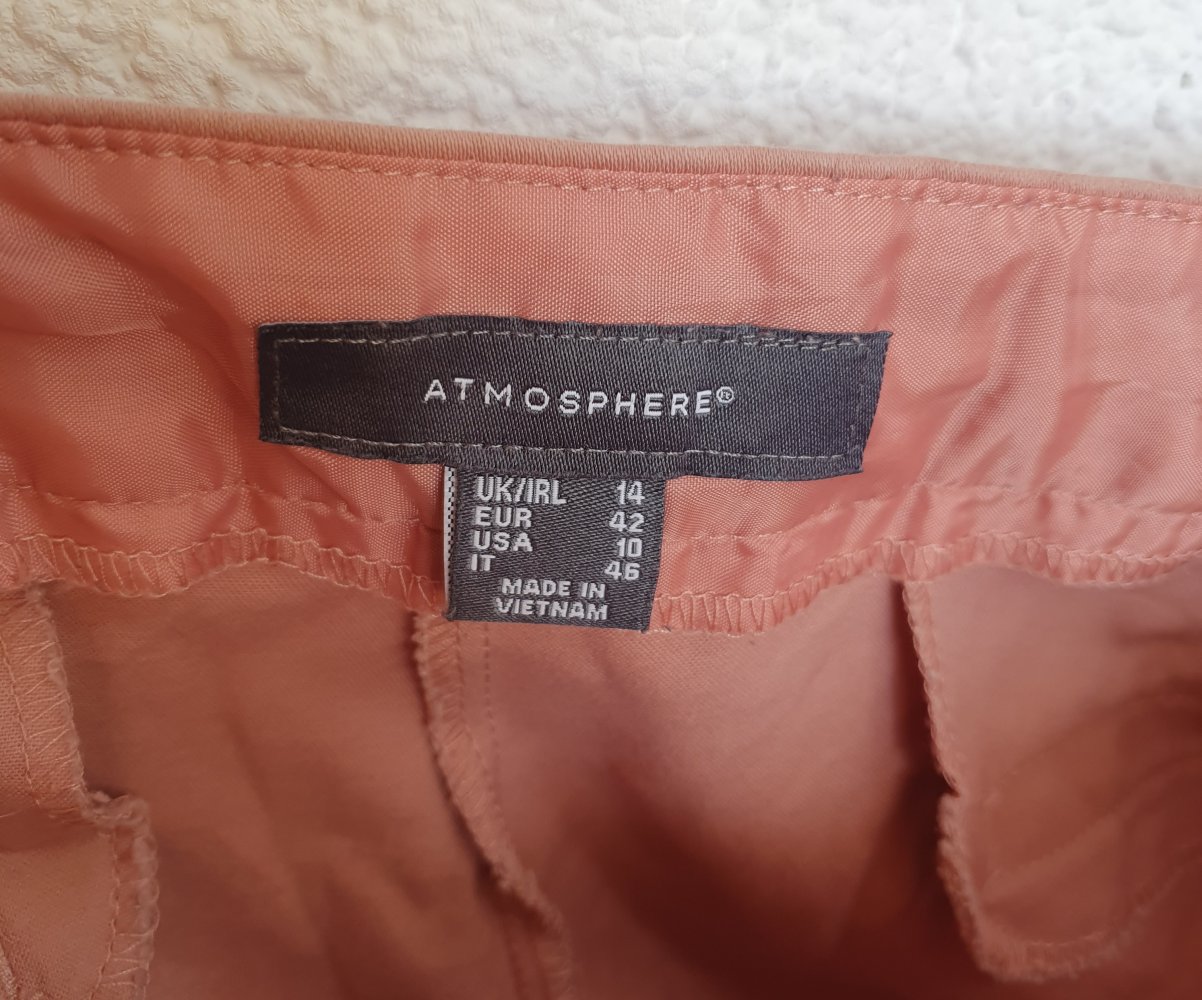 ATMOSPHERE®
UK/IRL 14
EUR 42
USA 10
IT 46
MADE IN
VIETNAM